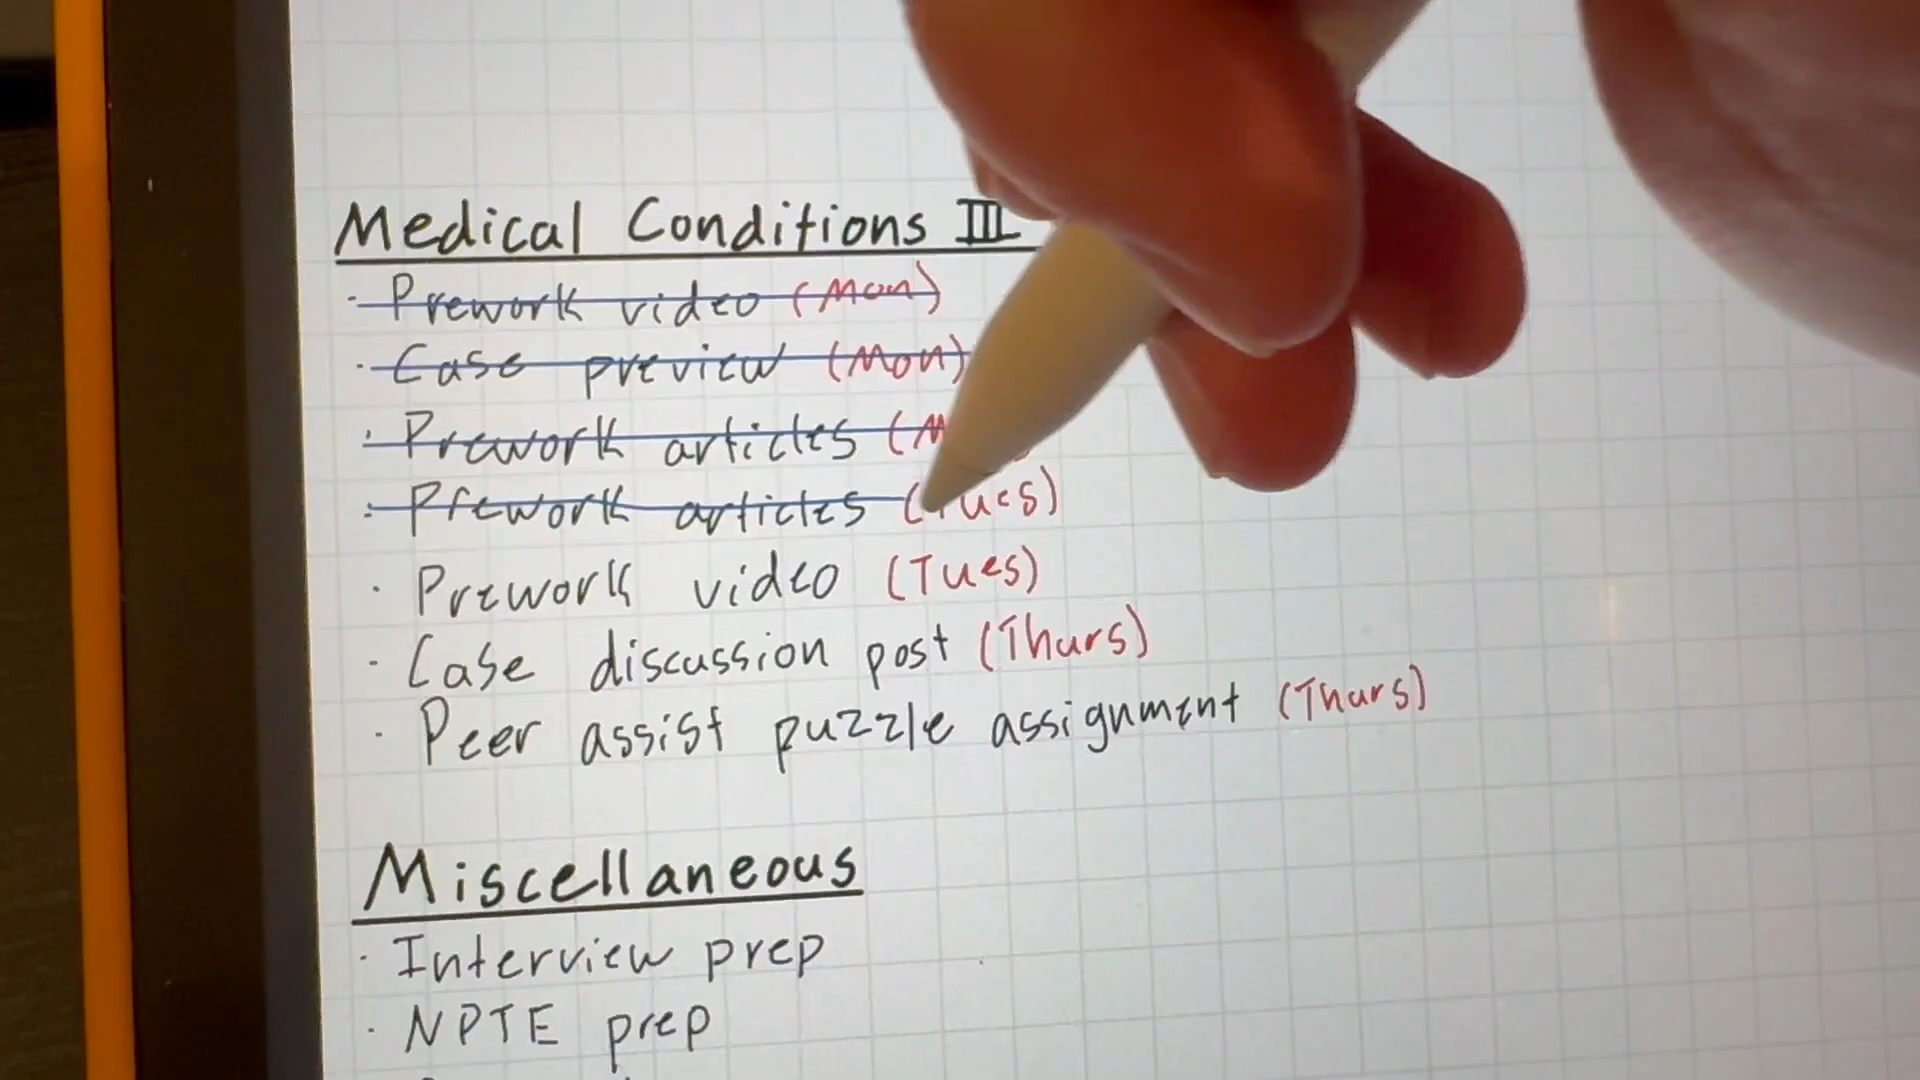 Medical Conditions III
· Prework video (Mon)
· Case preview (Mon)
· Prework articles (M
· Prework articles (Tues)
· Prework video (Tues)
· Case discussion post (Thurs)
· Peer assist puzzle assignment (Thurs)
Miscellaneous
· Interview prep
· NPTE prep